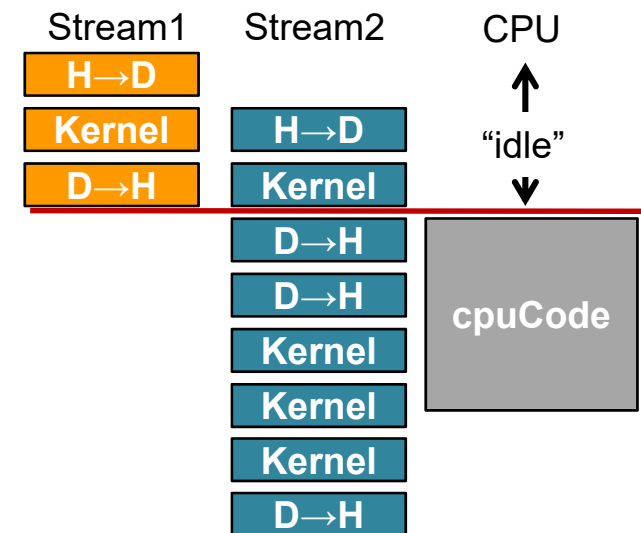 Stream1 Stream2 CPU
H→D
Kernel H→D “idle”
D→H Kernel
D→H
D→H cpuCode
Kernel
Kernel
Kernel
D→H